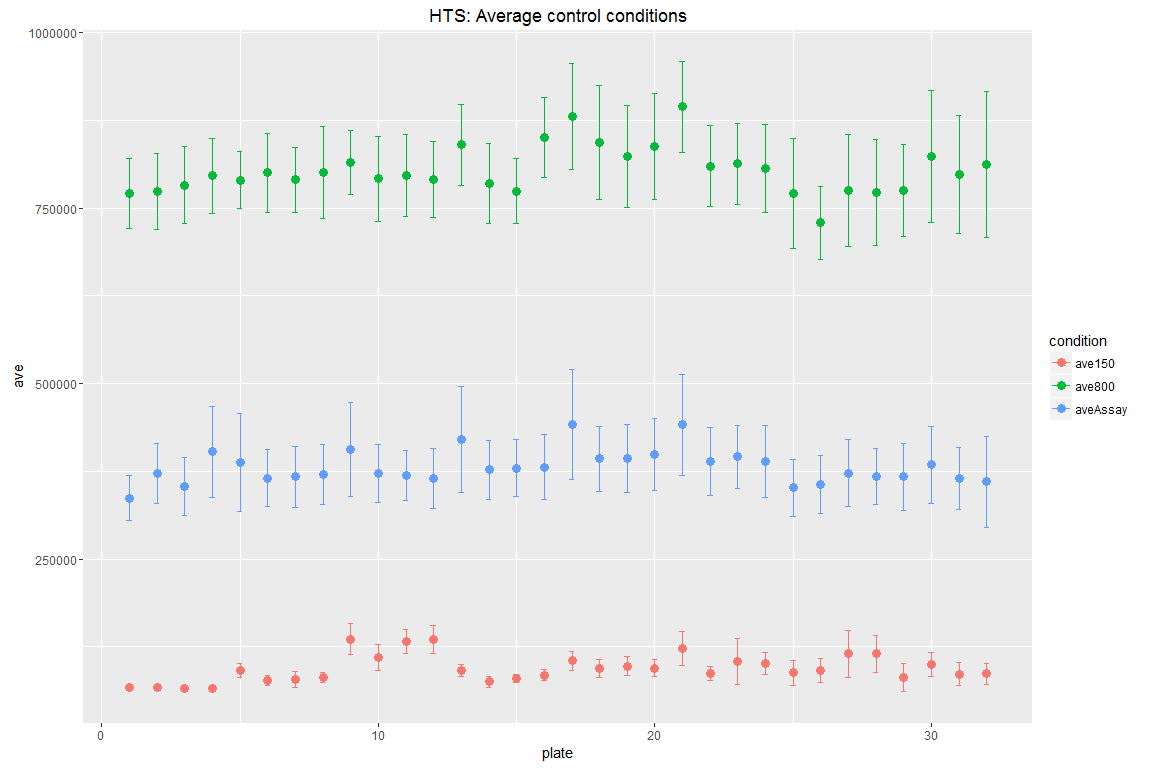 HTS: Average control conditions
1000000
750000
500000
250000
ave
0 10 20 30
plate
condition
ave150
ave800
aveAssay